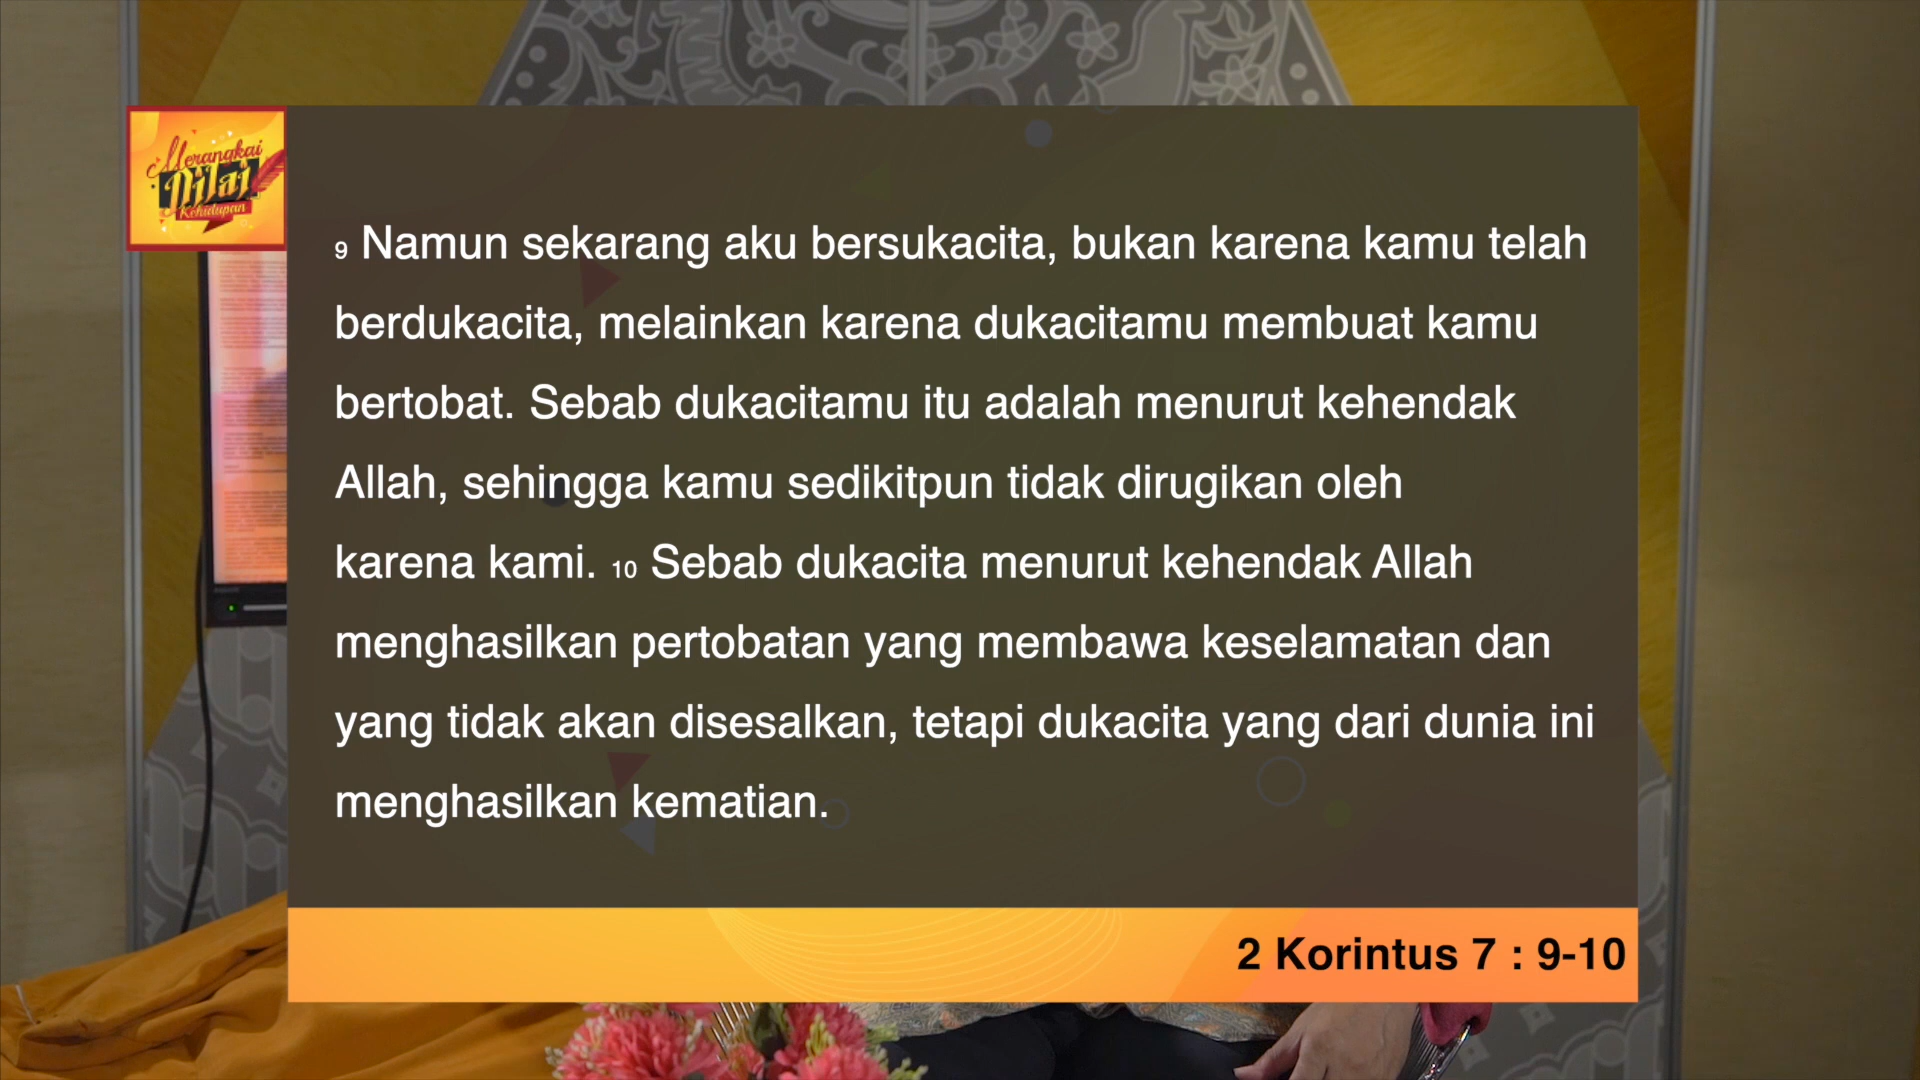 Merangkai
Nilai
Kehidupan
9 Namun sekarang aku bersukacita, bukan karena kamu telah
berdukacita, melainkan karena dukacitamu membuat kamu
bertobat. Sebab dukacitamu itu adalah menurut kehendak
Allah, sehingga kamu sedikitpun tidak dirugikan oleh
karena kami. 10 Sebab dukacita menurut kehendak Allah
menghasilkan pertobatan yang membawa keselamatan dan
yang tidak akan disesalkan, tetapi dukacita yang dari dunia ini
menghasilkan kematian.
2 Korintus 7 : 9-10